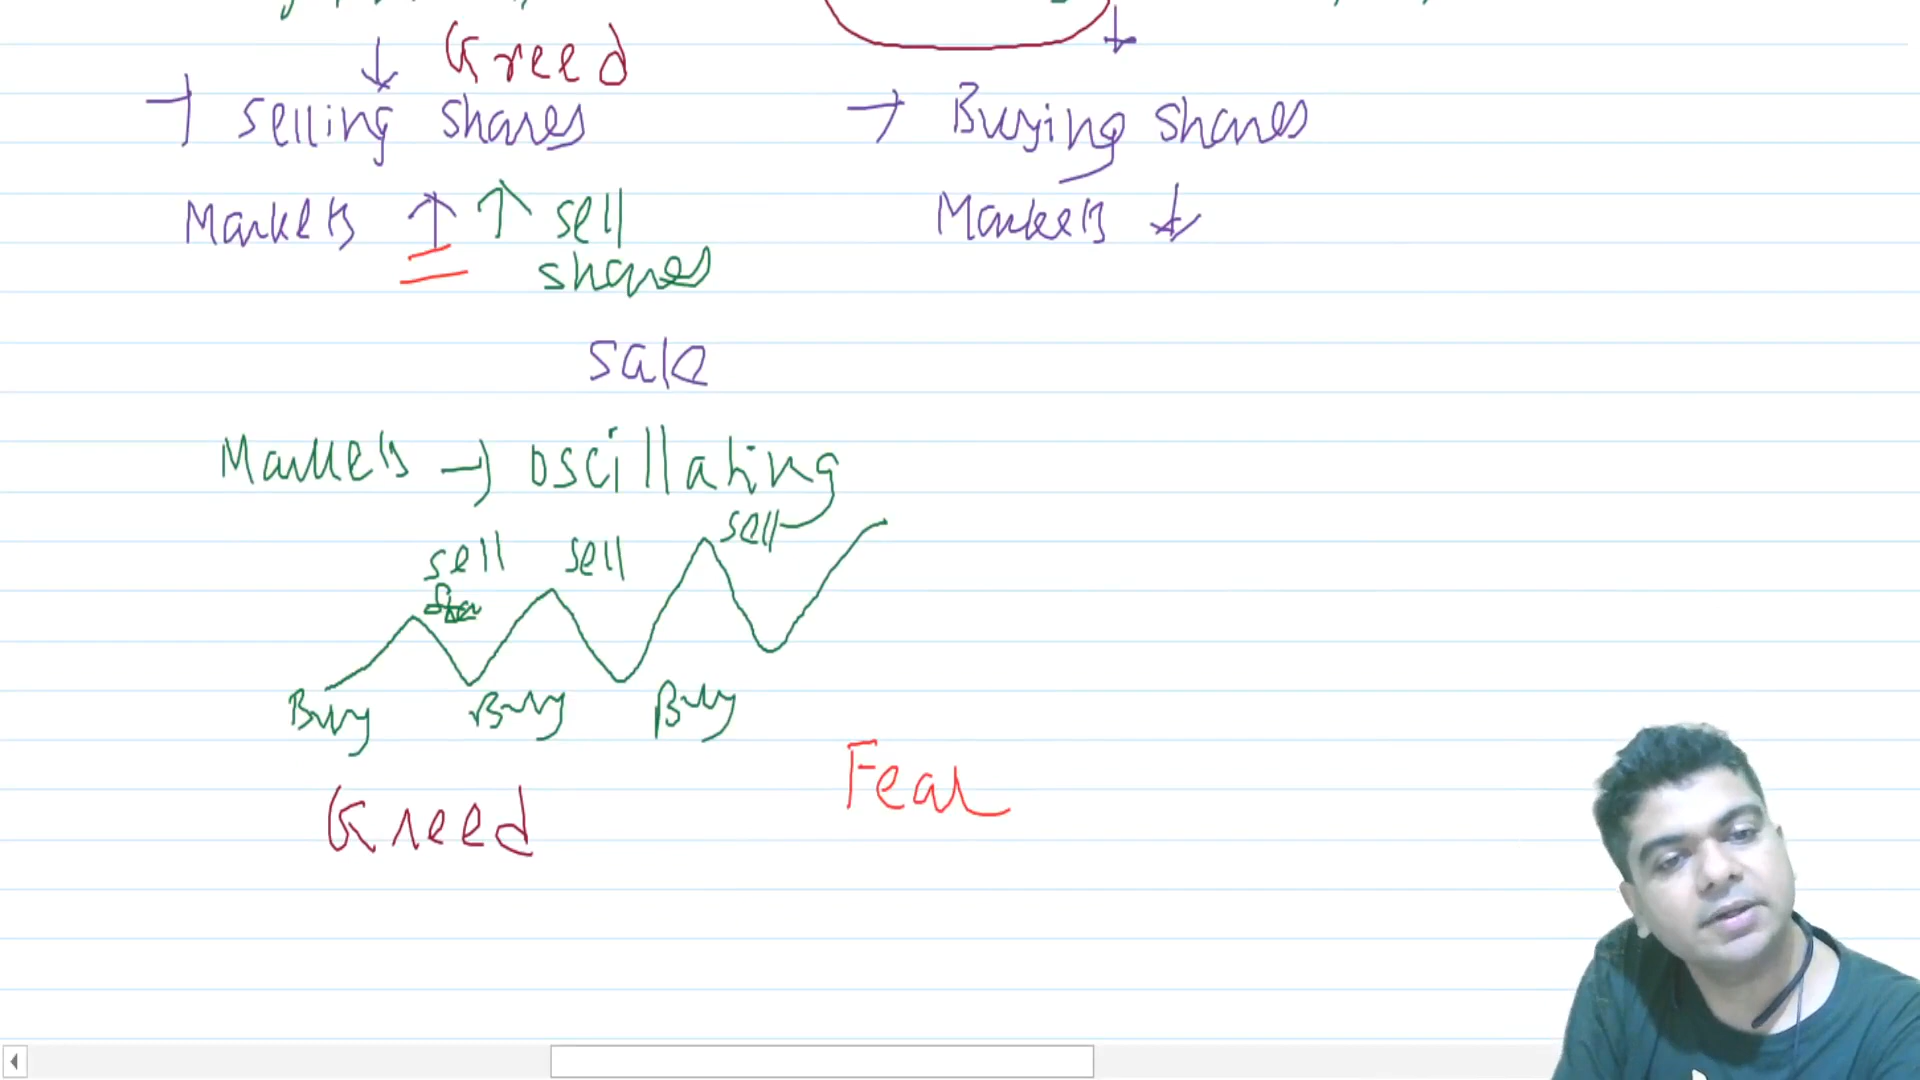 Greed
→ Selling shares
→ Buying shares
Markets ↑ ↑ sell
shares
Markets ↓
sale
Markets → oscillating
sell sell sell
Buy Buy Buy
Greed
Fear